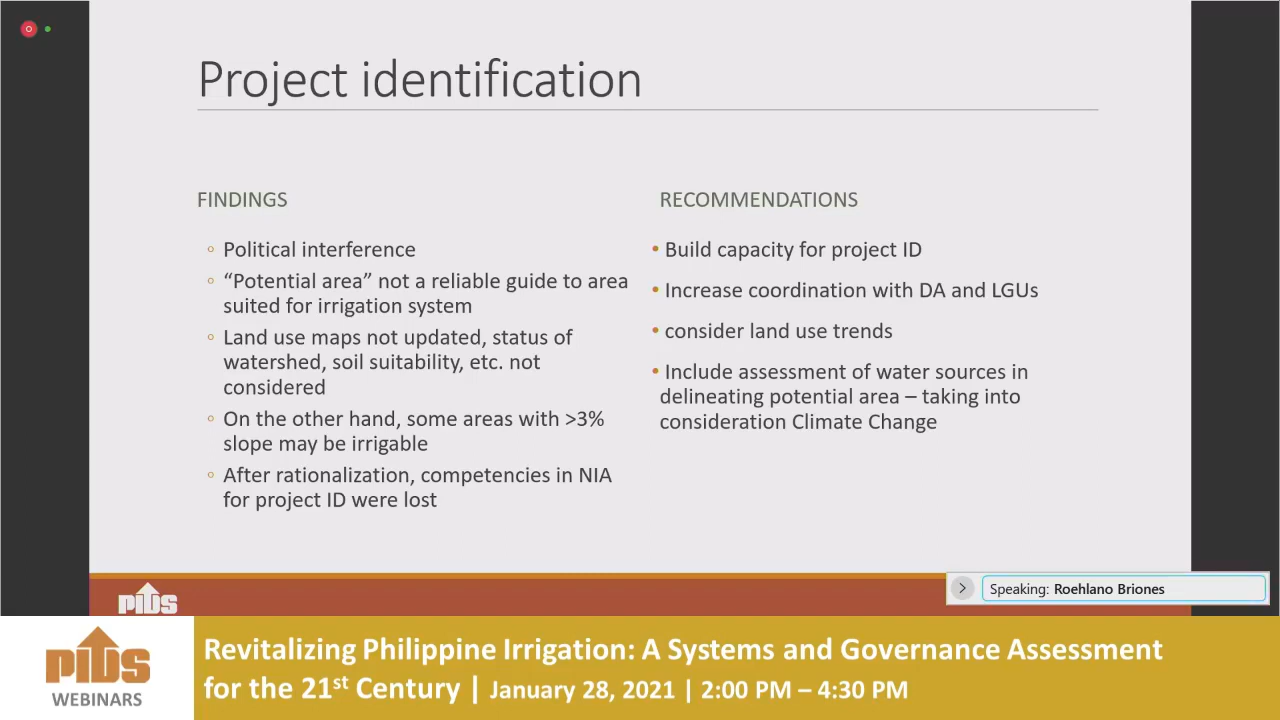 Project identification
FINDINGS
Political interference
“Potential area” not a reliable guide to area
suited for irrigation system
Land use maps not updated, status of
watershed, soil suitability, etc. not
considered
On the other hand, some areas with >3%
slope may be irrigable
After rationalization, competencies in NIA
for project ID were lost
RECOMMENDATIONS
Build capacity for project ID
Increase coordination with DA and LGUs
consider land use trends
Include assessment of water sources in
delineating potential area – taking into
consideration Climate Change
pids
Speaking: Roehlano Briones
pids
WEBINARS
Revitalizing Philippine Irrigation: A Systems and Governance Assessment
for the 21st Century | January 28, 2021 | 2:00 PM – 4:30 PM